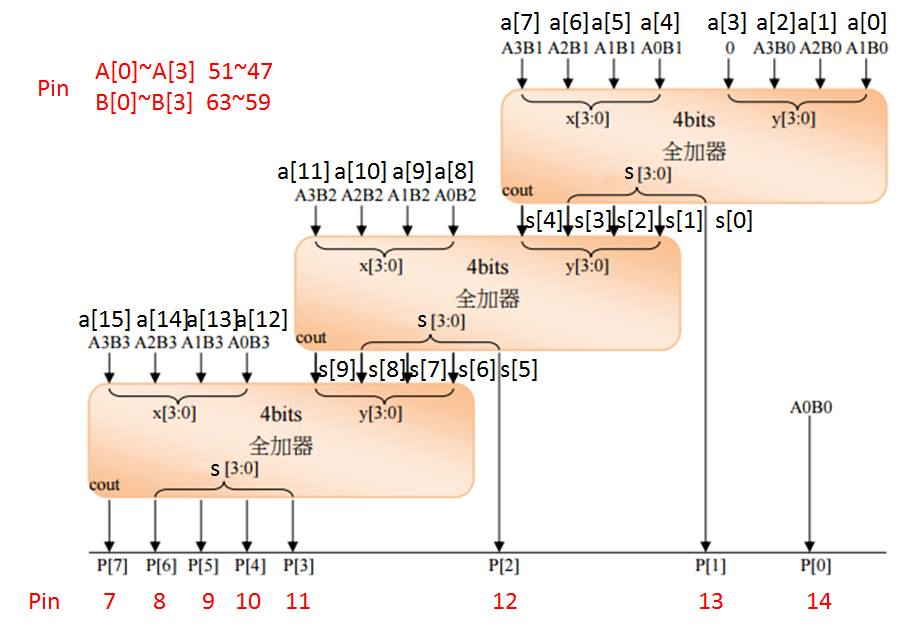 a[7] a[6] a[5] a[4] a[3] a[2] a[1] a[0]
A3B1 A2B1 A1B1 A0B1 0 A3B0 A2B0 A1B0
Pin
A[0]~A[3] 51~47
B[0]~B[3] 63~59
x[3:0] 4bits y[3:0]
全加器
s [3:0]
cout
a[11] a[10] a[9] a[8]
A3B2 A2B2 A1B2 A0B2
s[4] s[3] s[2] s[1] s[0]
x[3:0] 4bits y[3:0]
全加器
s [3:0]
cout
a[15] a[14] a[13] a[12]
A3B3 A2B3 A1B3 A0B3
s[9] s[8] s[7] s[6] s[5]
x[3:0] 4bits y[3:0]
全加器
s [3:0]
cout
A0B0
P[7] P[6] P[5] P[4] P[3] P[2] P[1] P[0]
Pin 7 8 9 10 11 12 13 14